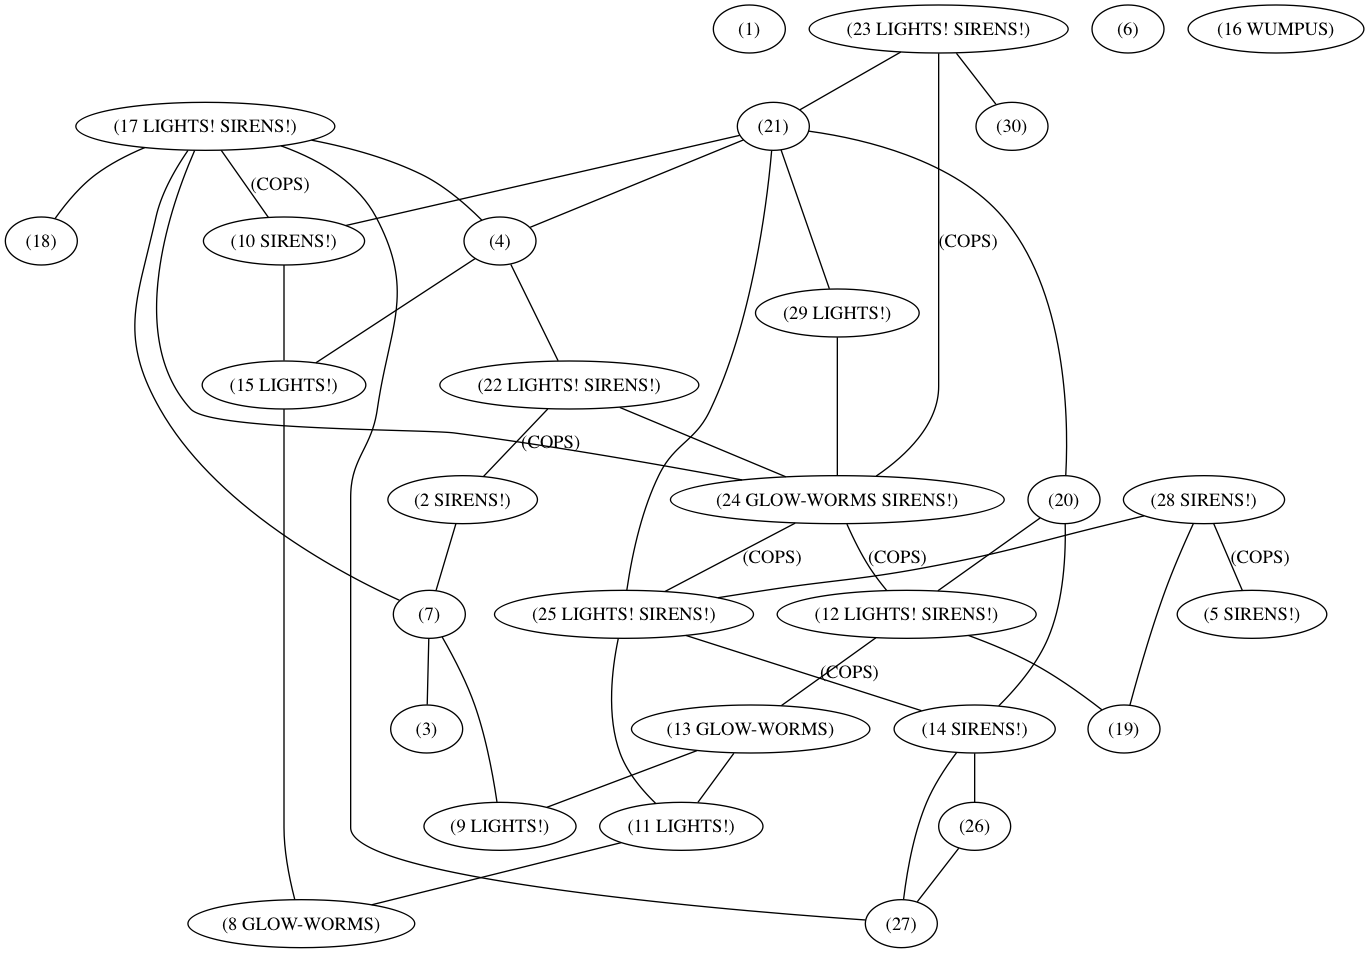 (1)
(23 LIGHTS! SIRENS!)
(6)
(16 WUMPUS)
(17 LIGHTS! SIRENS!)
(21)
(30)
(COPS)
(18)
(10 SIRENS!)
(4)
(COPS)
(29 LIGHTS!)
(15 LIGHTS!)
(22 LIGHTS! SIRENS!)
(COPS)
(2 SIRENS!)
(24 GLOW-WORMS SIRENS!)
(20)
(28 SIRENS!)
(COPS)
(COPS)
(COPS)
(7)
(25 LIGHTS! SIRENS!)
(12 LIGHTS! SIRENS!)
(5 SIRENS!)
(COPS)
(3)
(13 GLOW-WORMS)
(14 SIRENS!)
(19)
(9 LIGHTS!)
(11 LIGHTS!)
(26)
(8 GLOW-WORMS)
(27)